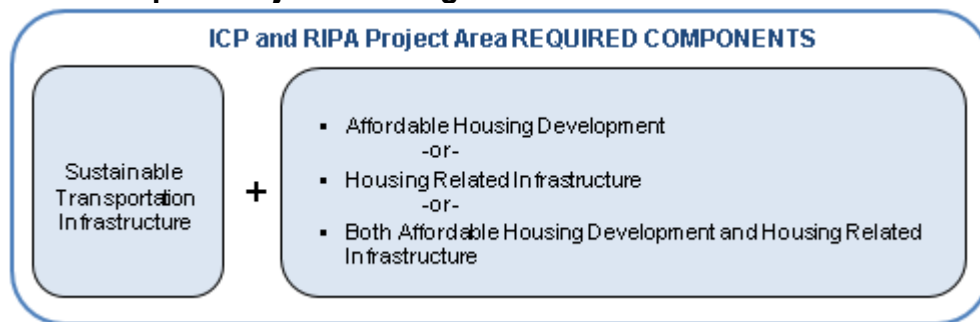 ICP and RIPA Project Area REQUIRED COMPONENTS
Sustainable
Transportation
Infrastructure
+
▪ Affordable Housing Development
-or-
▪ Housing Related Infrastructure
-or-
▪ Both Affordable Housing Development and Housing Related
Infrastructure